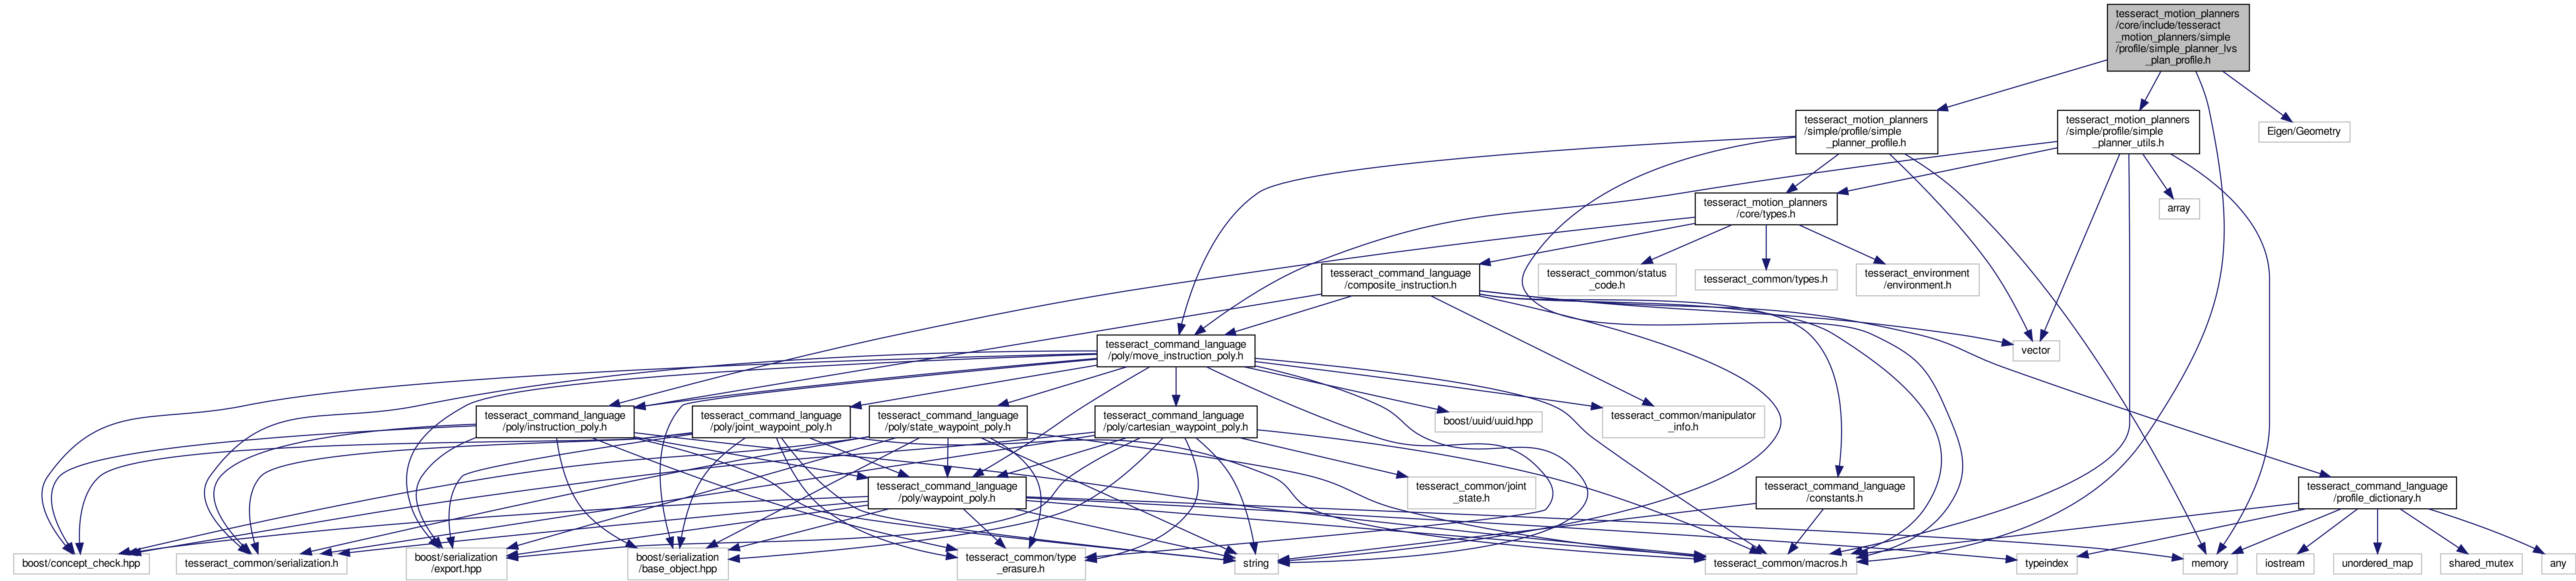 tesseract_motion_planners
/core/include/tesseract
_motion_planners/simple
/profile/simple_planner_lvs
_plan_profile.h
tesseract_motion_planners
/simple/profile/simple
_planner_profile.h
tesseract_motion_planners
/simple/profile/simple
_planner_utils.h
Eigen/Geometry
tesseract_motion_planners
/core/types.h
array
tesseract_command_language
/composite_instruction.h
tesseract_common/status
_code.h
tesseract_common/types.h
tesseract_environment
/environment.h
tesseract_command_language
/poly/move_instruction_poly.h
vector
tesseract_command_language
/poly/instruction_poly.h
tesseract_command_language
/poly/joint_waypoint_poly.h
tesseract_command_language
/poly/state_waypoint_poly.h
tesseract_command_language
/poly/cartesian_waypoint_poly.h
boost/uuid/uuid.hpp
tesseract_common/manipulator
_info.h
tesseract_command_language
/poly/waypoint_poly.h
tesseract_common/joint
_state.h
tesseract_command_language
/constants.h
tesseract_command_language
/profile_dictionary.h
boost/concept_check.hpp
tesseract_common/serialization.h
boost/serialization
/export.hpp
boost/serialization
/base_object.hpp
tesseract_common/type
_erasure.h
string
tesseract_common/macros.h
typeindex
memory
iostream
unordered_map
shared_mutex
any